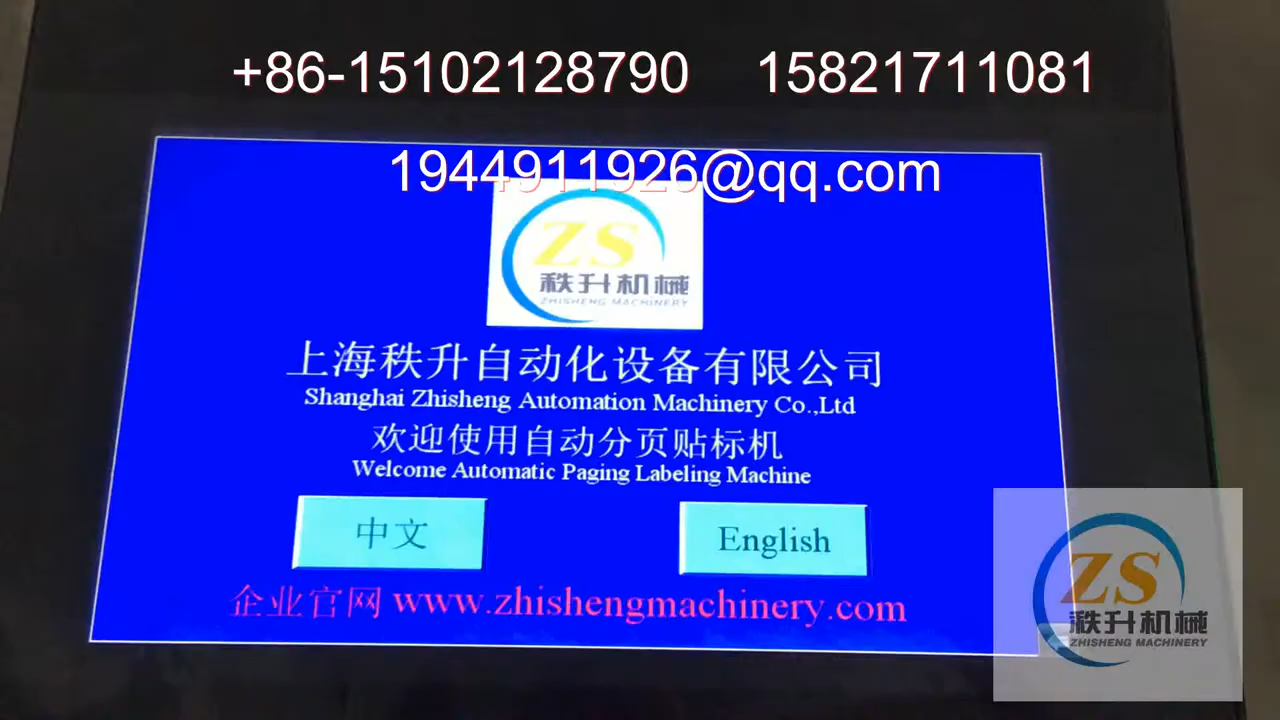 +86-15102128790 15821711081
1944911926@qq.com
ZS
秩升机械
ZHISHENG MACHINERY
上海秩升自动化设备有限公司
Shanghai Zhisheng Automation Machinery Co.,Ltd
欢迎使用自动分页贴标机
Welcome Automatic Paging Labeling Machine
中文 English
企业官网 www.zhishengmachinery.com
ZS
秩升机械
ZHISHENG MACHINERY